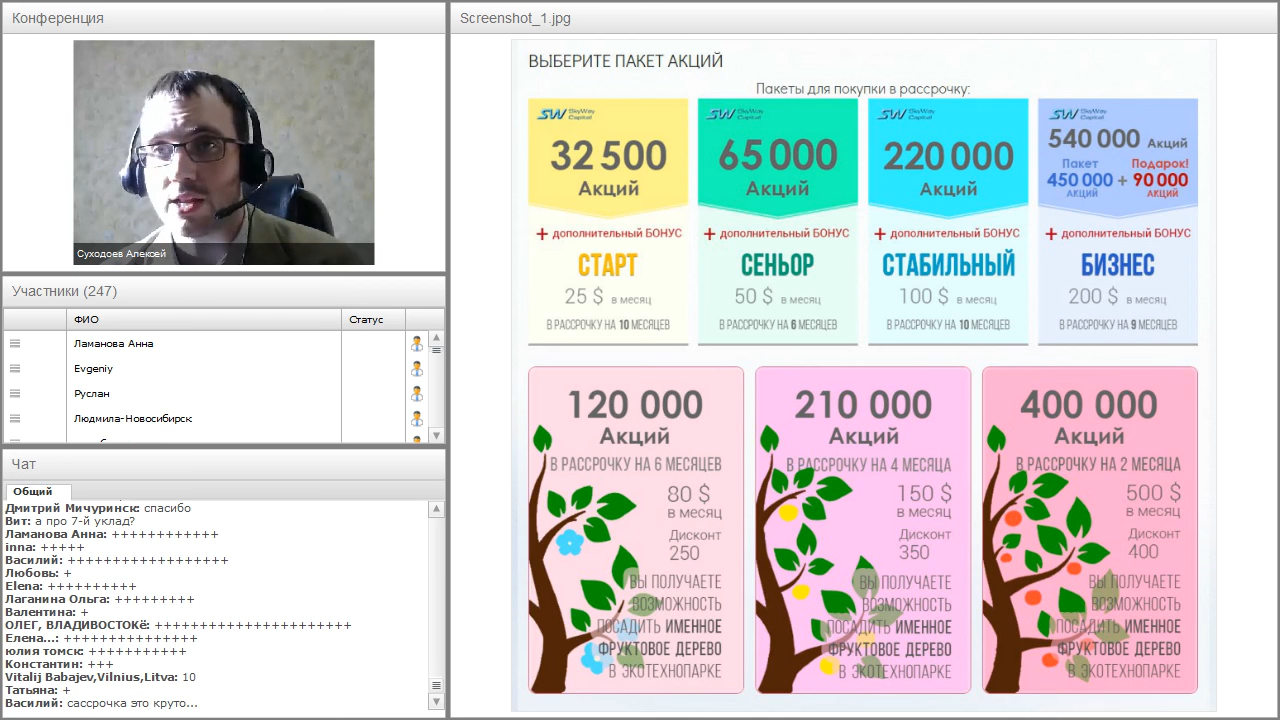 Конференция
Суходоев Алексей
Участники (247)
ФИО
Статус
Ламанова Анна
Evgeniy
Руслан
Людмила-Новосибирск
Чат
Общий
Дмитрий Мичуринск: спасибо
Вит: а про 7-й уклад?
Ламанова Анна: ++++++++++++
inna: +++++
Василий: ++++++++++++++++++
Любовь: +
Elena: ++++++++++
Лаганина Ольга: +++++++++
Валентина: +
ОЛЕГ, ВЛАДИВОСТОКё: ++++++++++++++++++++++
Елена...: +++++++++++++++
юлия томск: +++++++++++
Константин: +++
Vitalij Babajev,Vilnius,Litva: 10
Татьяна: +
Василий: сассрочка это круто...
Screenshot_1.jpg
ВЫБЕРИТЕ ПАКЕТ АКЦИЙ
Пакеты для покупки в рассрочку:
SW SkyWay Capital
32 500
Акций
+ дополнительный БОНУС
СТАРТ
25 $ в месяц
В РАССРОЧКУ НА 10 МЕСЯЦЕВ
SW SkyWay Capital
65 000
Акций
+ дополнительный БОНУС
СЕНЬОР
50 $ в месяц
В РАССРОЧКУ НА 6 МЕСЯЦЕВ
SW SkyWay Capital
220 000
Акций
+ дополнительный БОНУС
СТАБИЛЬНЫЙ
100 $ в месяц
В РАССРОЧКУ НА 10 МЕСЯЦЕВ
SW SkyWay Capital
540 000 Акций
Пакет Подарок!
450 000 + 90 000
АКЦИЙ АКЦИЙ
+ дополнительный БОНУС
БИЗНЕС
200 $ в месяц
В РАССРОЧКУ НА 9 МЕСЯЦЕВ
120 000
Акций
В РАССРОЧКУ НА 6 МЕСЯЦЕВ
80 $
в месяц
Дисконт
250
ВЫ ПОЛУЧАЕТЕ
ВОЗМОЖНОСТЬ
ПОСАДИТЬ ИМЕННОЕ
ФРУКТОВОЕ ДЕРЕВО
В ЭКОТЕХНОПАРКЕ
210 000
Акций
В РАССРОЧКУ НА 4 МЕСЯЦА
150 $
в месяц
Дисконт
350
ВЫ ПОЛУЧАЕТЕ
ВОЗМОЖНОСТЬ
ПОСАДИТЬ ИМЕННОЕ
ФРУКТОВОЕ ДЕРЕВО
В ЭКОТЕХНОПАРКЕ
400 000
Акций
В РАССРОЧКУ НА 2 МЕСЯЦА
500 $
в месяц
Дисконт
400
ВЫ ПОЛУЧАЕТЕ
ВОЗМОЖНОСТЬ
ПОСАДИТЬ ИМЕННОЕ
ФРУКТОВОЕ ДЕРЕВО
В ЭКОТЕХНОПАРКЕ